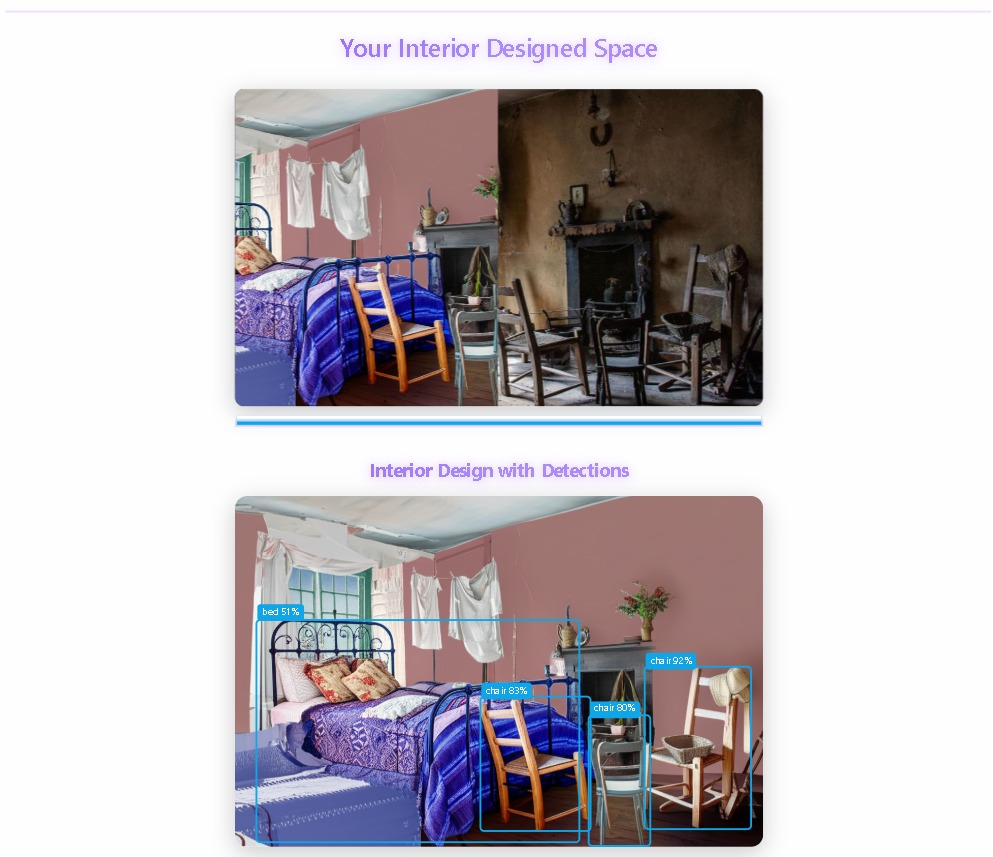 Your Interior Designed Space
Interior Design with Detections
bed 51%
chair 92%
chair 83%
chair 80%